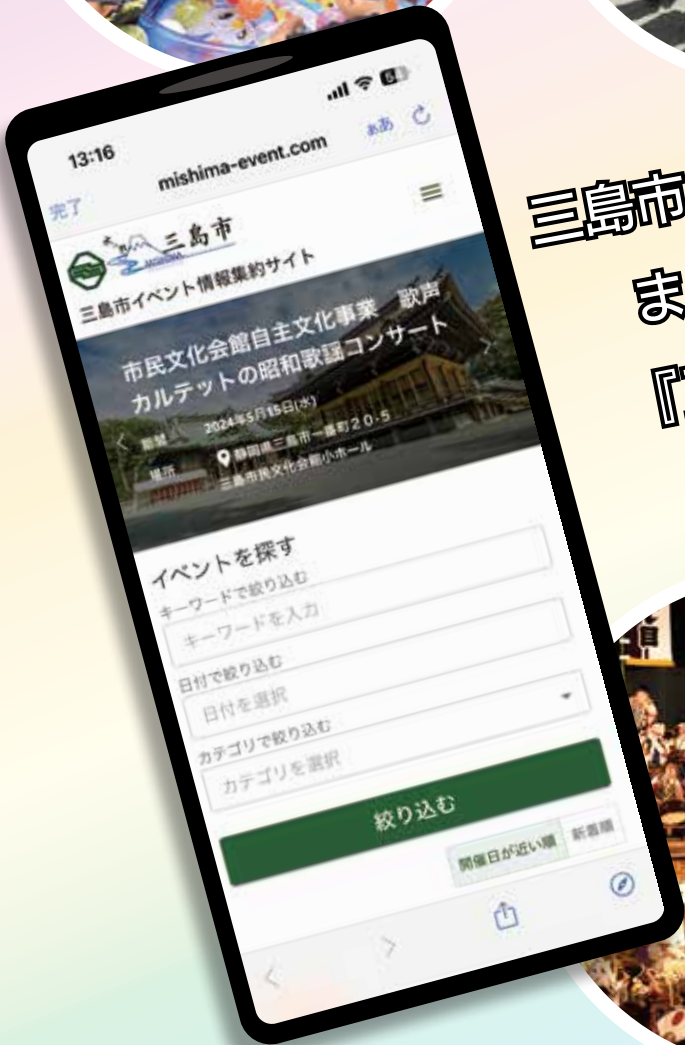 13:16
64
完了
mishima-event.com
ぁあ
三島市
MISHIMA
三島市イベント情報集約サイト
市民文化会館自主文化事業 歌声
カルテットの昭和歌謡コンサート
2024年5月15日(水)
場所
静岡県三島市一番町20-5
三島市民文化会館小ホール
イベントを探す
キーワードで絞り込む
キーワードを入力
日付で絞り込む
日付を選択
カテゴリで絞り込む
カテゴリを選択
絞り込む
開催日が近い順
新着順
三島市
ま